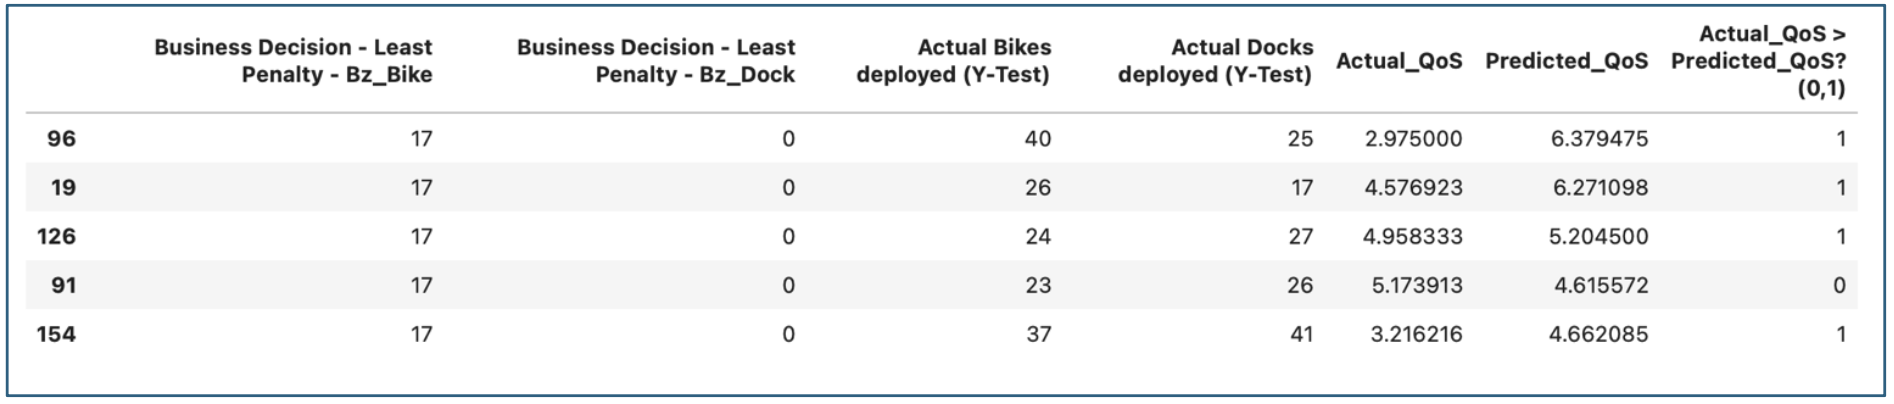 Business Decision - Least Penalty - Bz_Bike Business Decision - Least Penalty - Bz_Dock Actual Bikes deployed (Y-Test) Actual Docks deployed (Y-Test) Actual_QoS Predicted_QoS Actual_QoS > Predicted_QoS? (0,1)
96 17 0 40 25 2.975000 6.379475 1
19 17 0 26 17 4.576923 6.271098 1
126 17 0 24 27 4.958333 5.204500 1
91 17 0 23 26 5.173913 4.615572 0
154 17 0 37 41 3.216216 4.662085 1